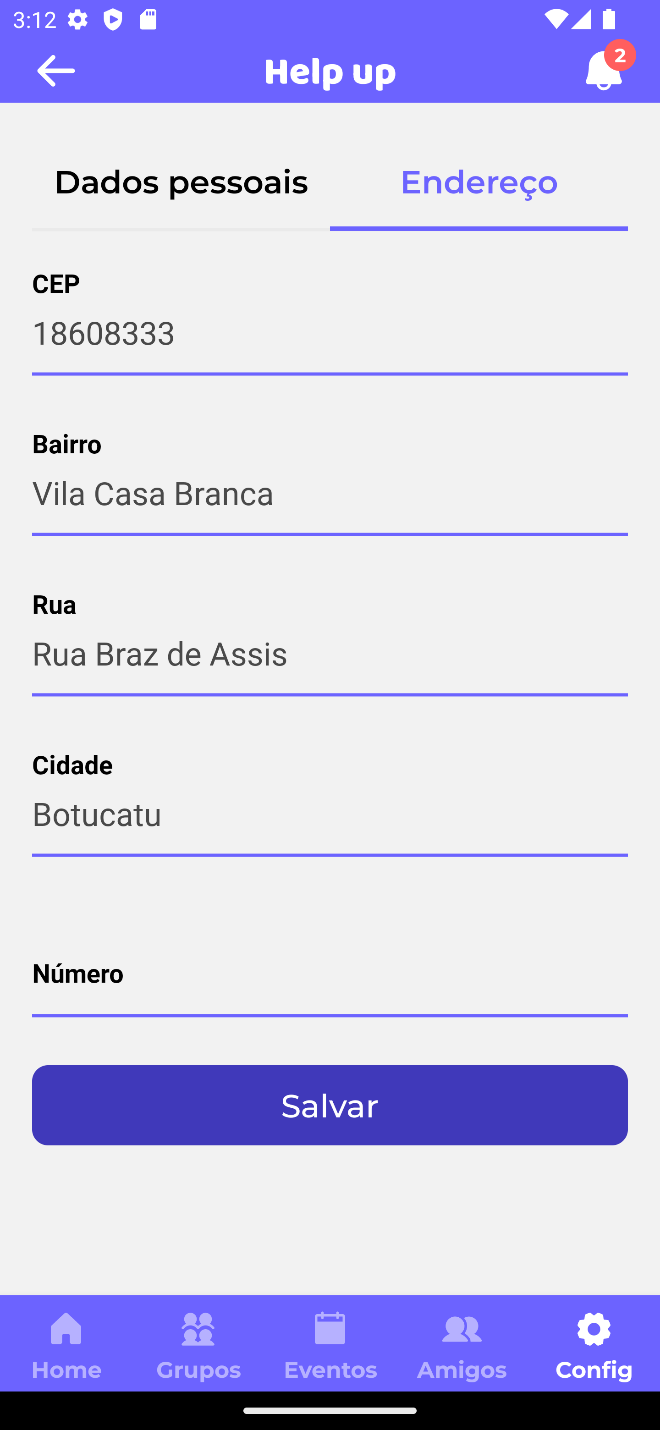 3:12
Help up
2
Dados pessoais
Endereço
CEP
18608333
Bairro
Vila Casa Branca
Rua
Rua Braz de Assis
Cidade
Botucatu
Número
Salvar
Home
Grupos
Eventos
Amigos
Config